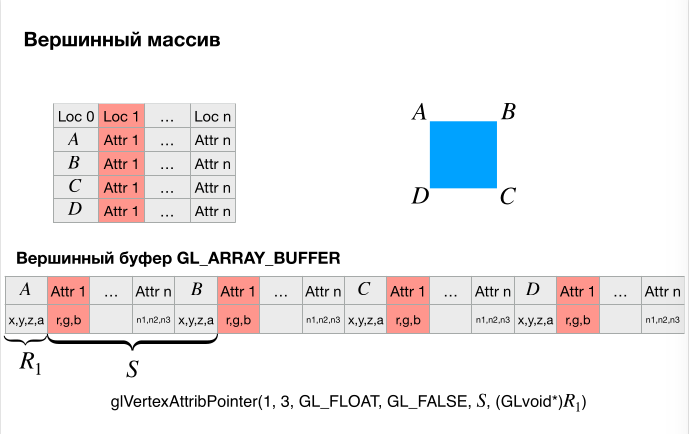 Вершинный массив
Loc 0 Loc 1 ... Loc n
A Attr 1 ... Attr n
B Attr 1 ... Attr n
C Attr 1 ... Attr n
D Attr 1 ... Attr n
A B
D C
Вершинный буфер GL_ARRAY_BUFFER
A Attr 1 ... Attr n B Attr 1 ... Attr n C Attr 1 ... Attr n D Attr 1 ... Attr n
x,y,z,a r,g,b n1,n2,n3 x,y,z,a r,g,b n1,n2,n3 x,y,z,a r,g,b n1,n2,n3 x,y,z,a r,g,b n1,n2,n3
R₁ S
glVertexAttribPointer(1, 3, GL_FLOAT, GL_FALSE, S, (GLvoid*)R₁)